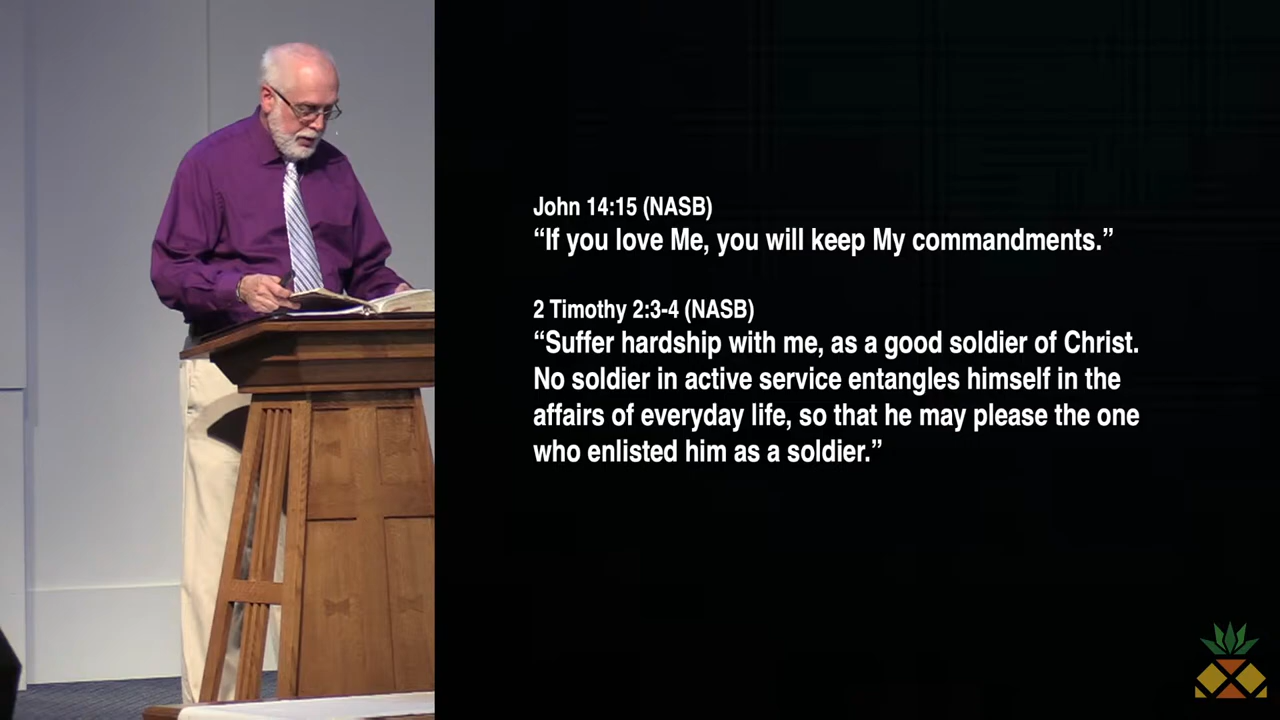 John 14:15 (NASB)
“If you love Me, you will keep My commandments.”
2 Timothy 2:3-4 (NASB)
“Suffer hardship with me, as a good soldier of Christ.
No soldier in active service entangles himself in the
affairs of everyday life, so that he may please the one
who enlisted him as a soldier.”